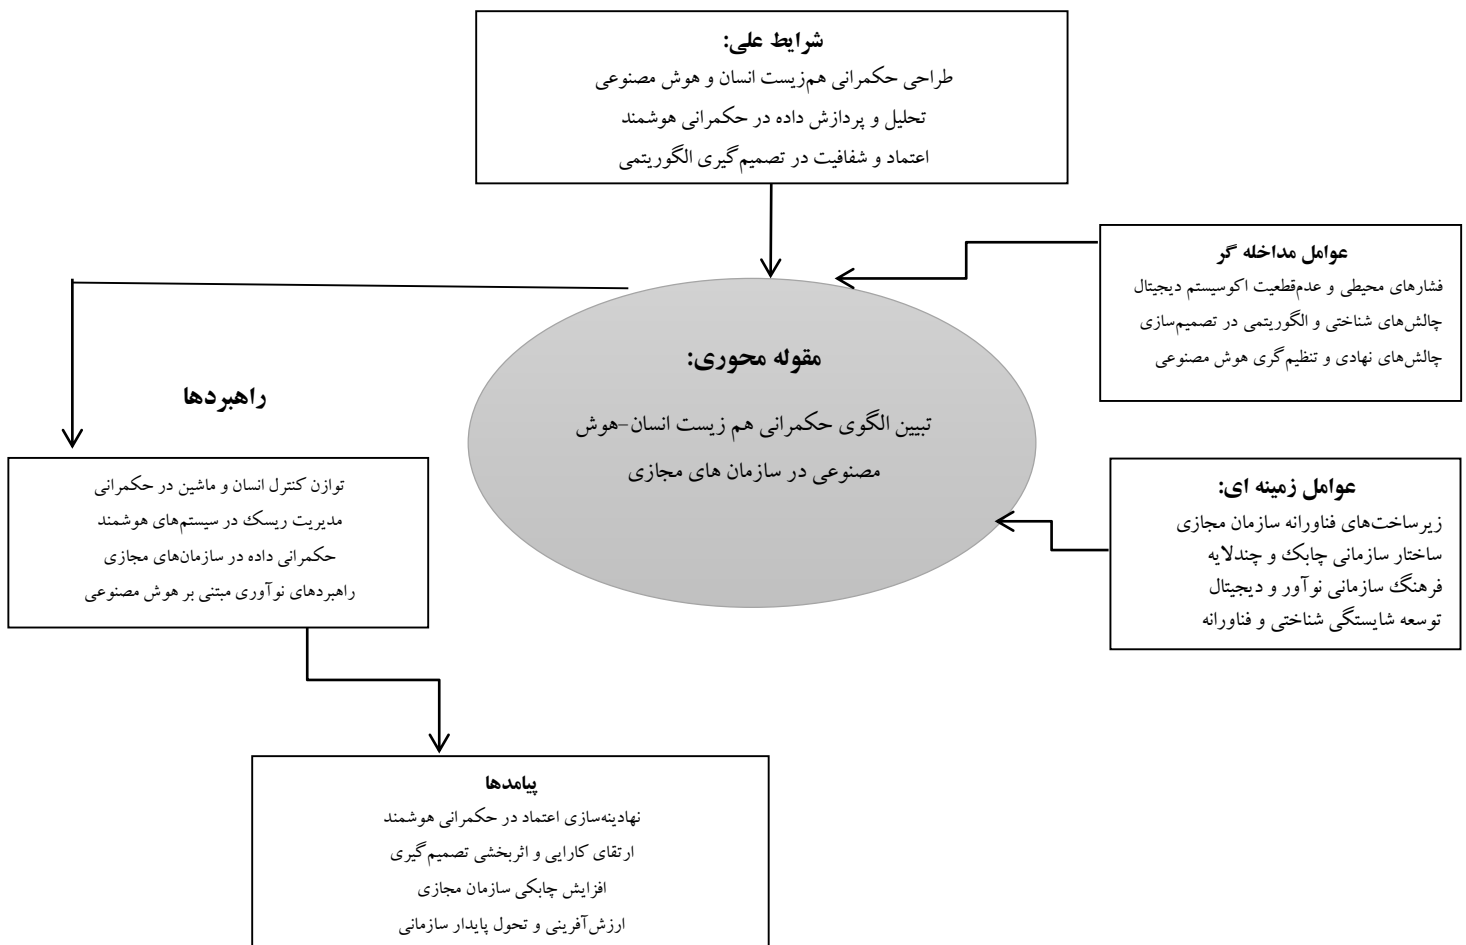 شرایط علی:
طراحی حکمرانی هم‌زیست انسان و هوش مصنوعی
تحلیل و پردازش داده در حکمرانی هوشمند
اعتماد و شفافیت در تصمیم‌گیری الگوریتمی
عوامل مداخله گر
فشارهای محیطی و عدم‌قطعیت اکوسیستم دیجیتال
چالش‌های شناختی و الگوریتمی در تصمیم‌سازی
چالش‌های نهادی و تنظیم‌گری هوش مصنوعی
مقوله محوری:
تبیین الگوی حکمرانی هم زیست انسان-هوش
مصنوعی در سازمان های مجازی
عوامل زمینه ای:
زیرساخت‌های فناورانه سازمان مجازی
ساختار سازمانی چابک و چندلایه
فرهنگ سازمانی نوآور و دیجیتال
توسعه شایستگی شناختی و فناورانه
راهبردها
توازن کنترل انسان و ماشین در حکمرانی
مدیریت ریسک در سیستم‌های هوشمند
حکمرانی داده در سازمان‌های مجازی
راهبردهای نوآوری مبتنی بر هوش مصنوعی
پیامدها
نهادینه‌سازی اعتماد در حکمرانی هوشمند
ارتقای کارایی و اثربخشی تصمیم‌گیری
افزایش چابکی سازمان مجازی
ارزش‌آفرینی و تحول پایدار سازمانی